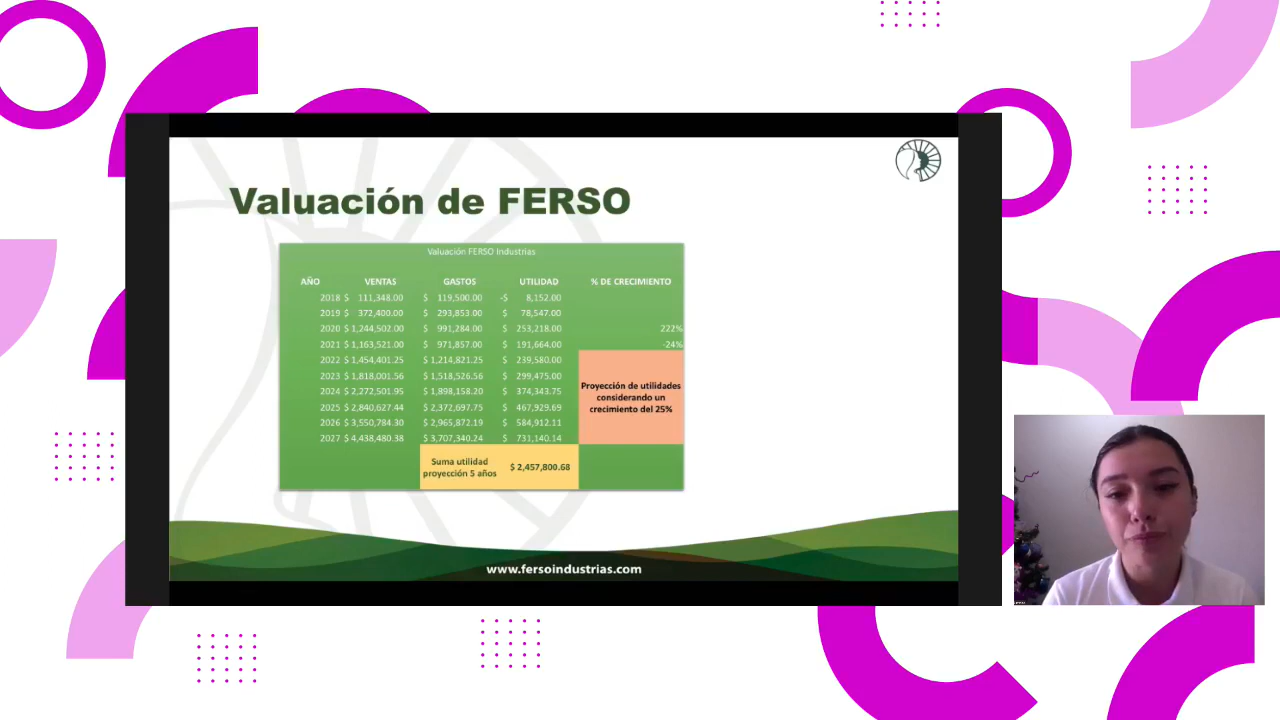 Valuación de FERSO
Valuación FERSO Industrias
AÑO VENTAS GASTOS UTILIDAD % DE CRECIMIENTO
2018 $ 111,348.00 $ 119,500.00 -$ 8,152.00
2019 $ 372,400.00 $ 293,853.00 $ 78,547.00
2020 $ 1,244,502.00 $ 991,284.00 $ 253,218.00 222%
2021 $ 1,163,521.00 $ 971,857.00 $ 191,664.00 -24%
2022 $ 1,454,401.25 $ 1,214,821.25 $ 239,580.00
2023 $ 1,818,001.56 $ 1,518,526.56 $ 299,475.00
2024 $ 2,272,501.95 $ 1,898,158.20 $ 374,343.75
2025 $ 2,840,627.44 $ 2,372,697.75 $ 467,929.69
2026 $ 3,550,784.30 $ 2,965,872.19 $ 584,912.11
2027 $ 4,438,480.38 $ 3,707,340.24 $ 731,140.14
Proyección de utilidades
considerando un
crecimiento del 25%
Suma utilidad
proyección 5 años
$ 2,457,800.68
www.fersoindustrias.com